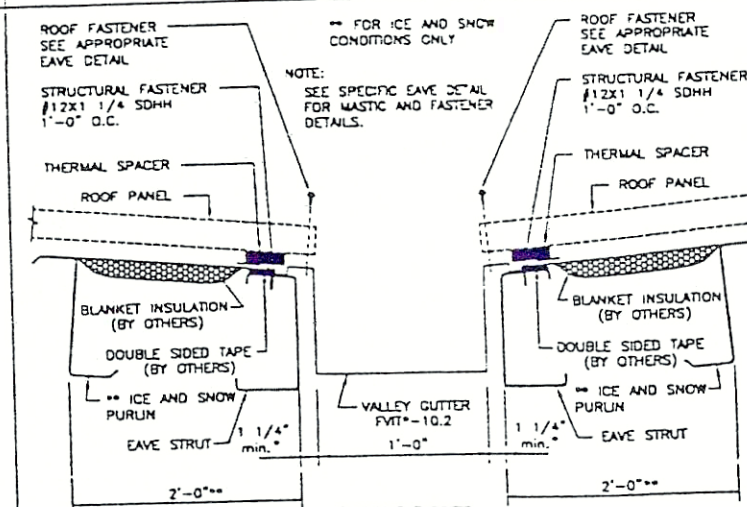 ROOF FASTENER
SEE APPROPRIATE
EAVE DETAIL
STRUCTURAL FASTENER
#12X1 1/4 SDHH
1'-0" O.C.
THERMAL SPACER
ROOF PANEL
** FOR ICE AND SNOW
CONDITIONS ONLY
NOTE:
SEE SPECIFIC EAVE DETAIL
FOR MASTIC AND FASTENER
DETAILS.
ROOF FASTENER
SEE APPROPRIATE
EAVE DETAIL
STRUCTURAL FASTENER
#12X1 1/4 SDHH
1'-0" O.C.
THERMAL SPACER
ROOF PANEL
BLANKET INSULATION
(BY OTHERS)
DOUBLE SIDED TAPE
(BY OTHERS)
** ICE AND SNOW
PURLIN
EAVE STRUT
1 1/4"
min.*
VALLEY GUTTER
1'-0"
BLANKET INSULATION
(BY OTHERS)
DOUBLE SIDED TAPE
(BY OTHERS)
** ICE AND SNOW
PURLIN
EAVE STRUT
1 1/4"
min.*
2'-0"**
2'-0"**